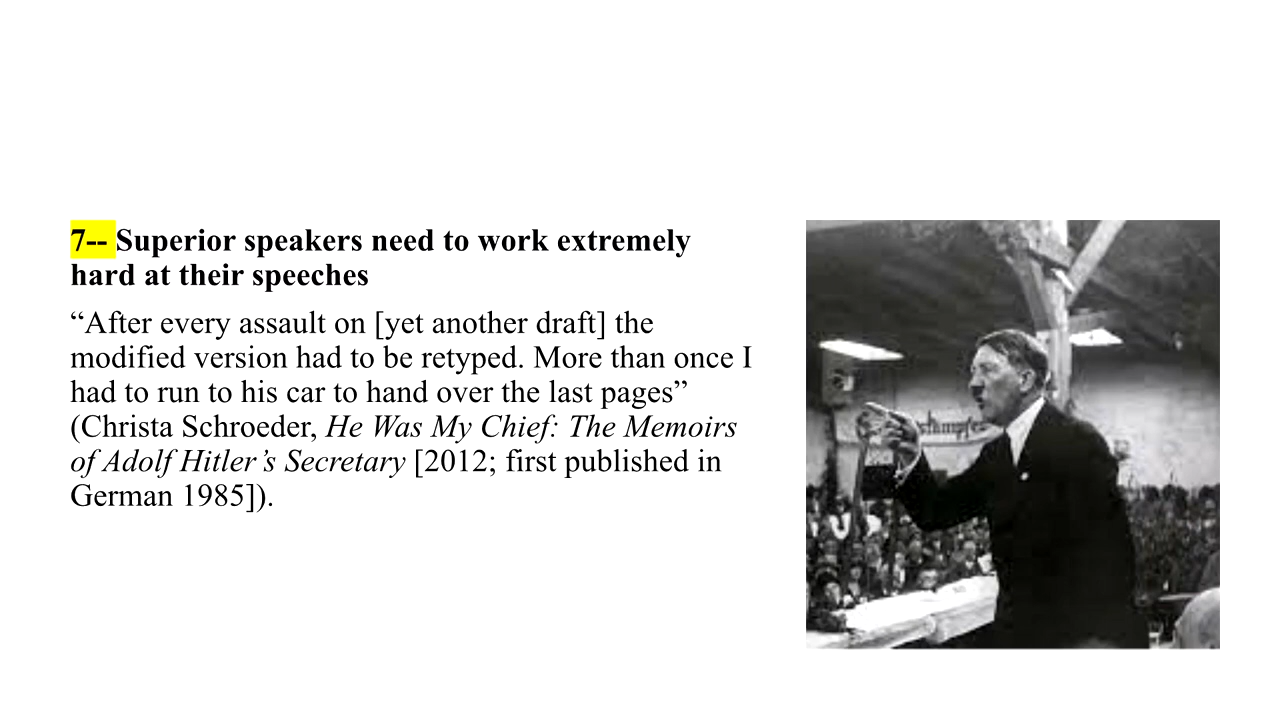 7-- Superior speakers need to work extremely
hard at their speeches
“After every assault on [yet another draft] the
modified version had to be retyped. More than once I
had to run to his car to hand over the last pages”
(Christa Schroeder, He Was My Chief: The Memoirs
of Adolf Hitler’s Secretary [2012; first published in
German 1985]).